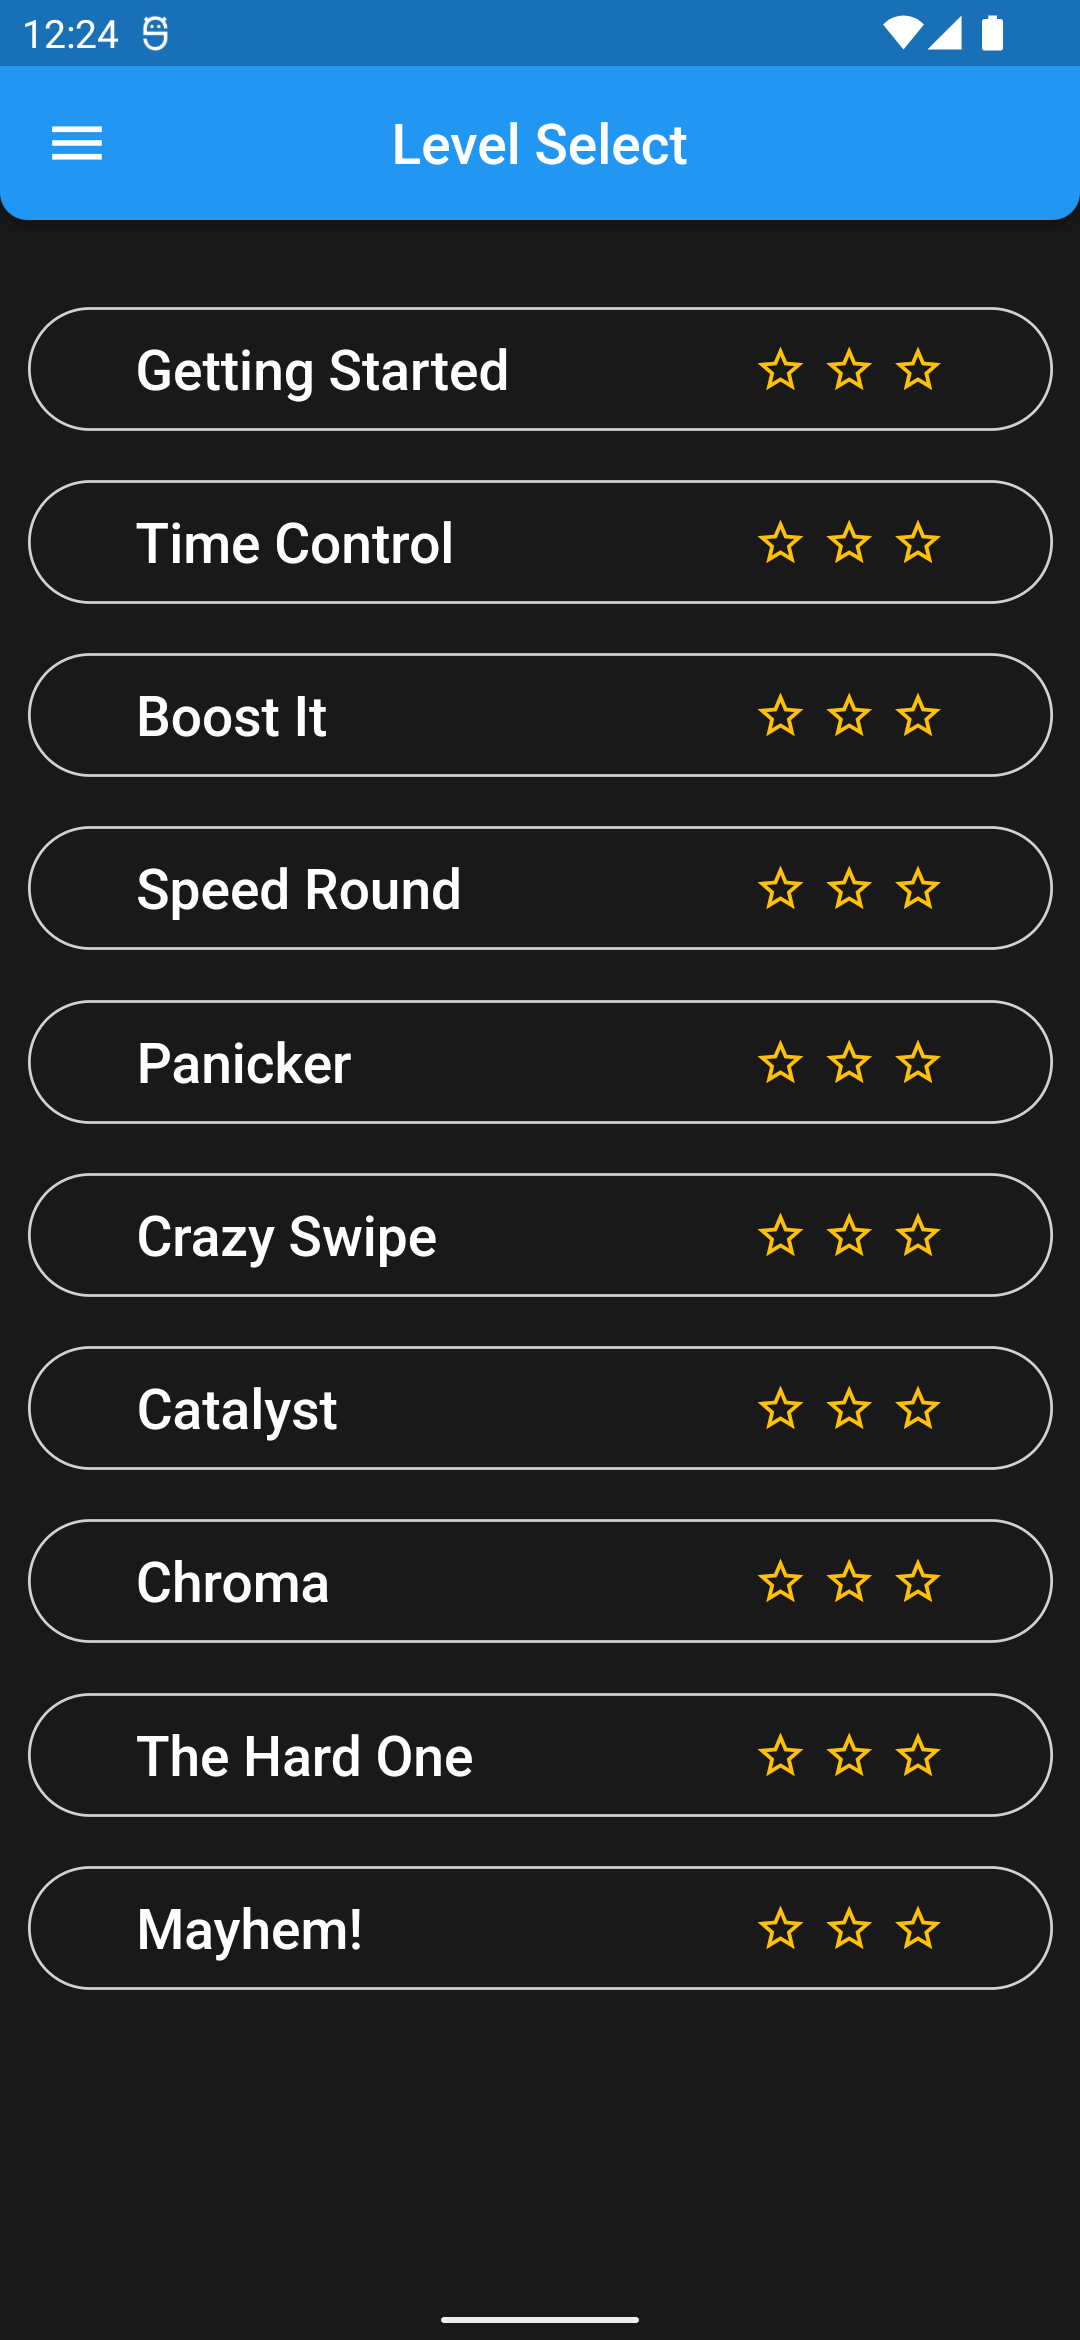 12:24
Level Select
Getting Started
Time Control
Boost It
Speed Round
Panicker
Crazy Swipe
Catalyst
Chroma
The Hard One
Mayhem!